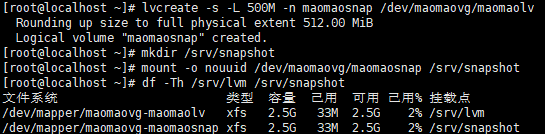 [root@localhost ~]# lvcreate -s -L 500M -n maomaosnap /dev/maomaovg/maomaolv
  Rounding up size to full physical extent 512.00 MiB
  Logical volume "maomaosnap" created.
[root@localhost ~]# mkdir /srv/snapshot
[root@localhost ~]# mount -o nouuid /dev/maomaovg/maomaosnap /srv/snapshot
[root@localhost ~]# df -Th /srv/lvm /srv/snapshot
文件系统 类型 容量 已用 可用 已用% 挂载点
/dev/mapper/maomaovg-maomaolv xfs 2.5G 33M 2.5G 2% /srv/lvm
/dev/mapper/maomaovg-maomaosnap xfs 2.5G 33M 2.5G 2% /srv/snapshot